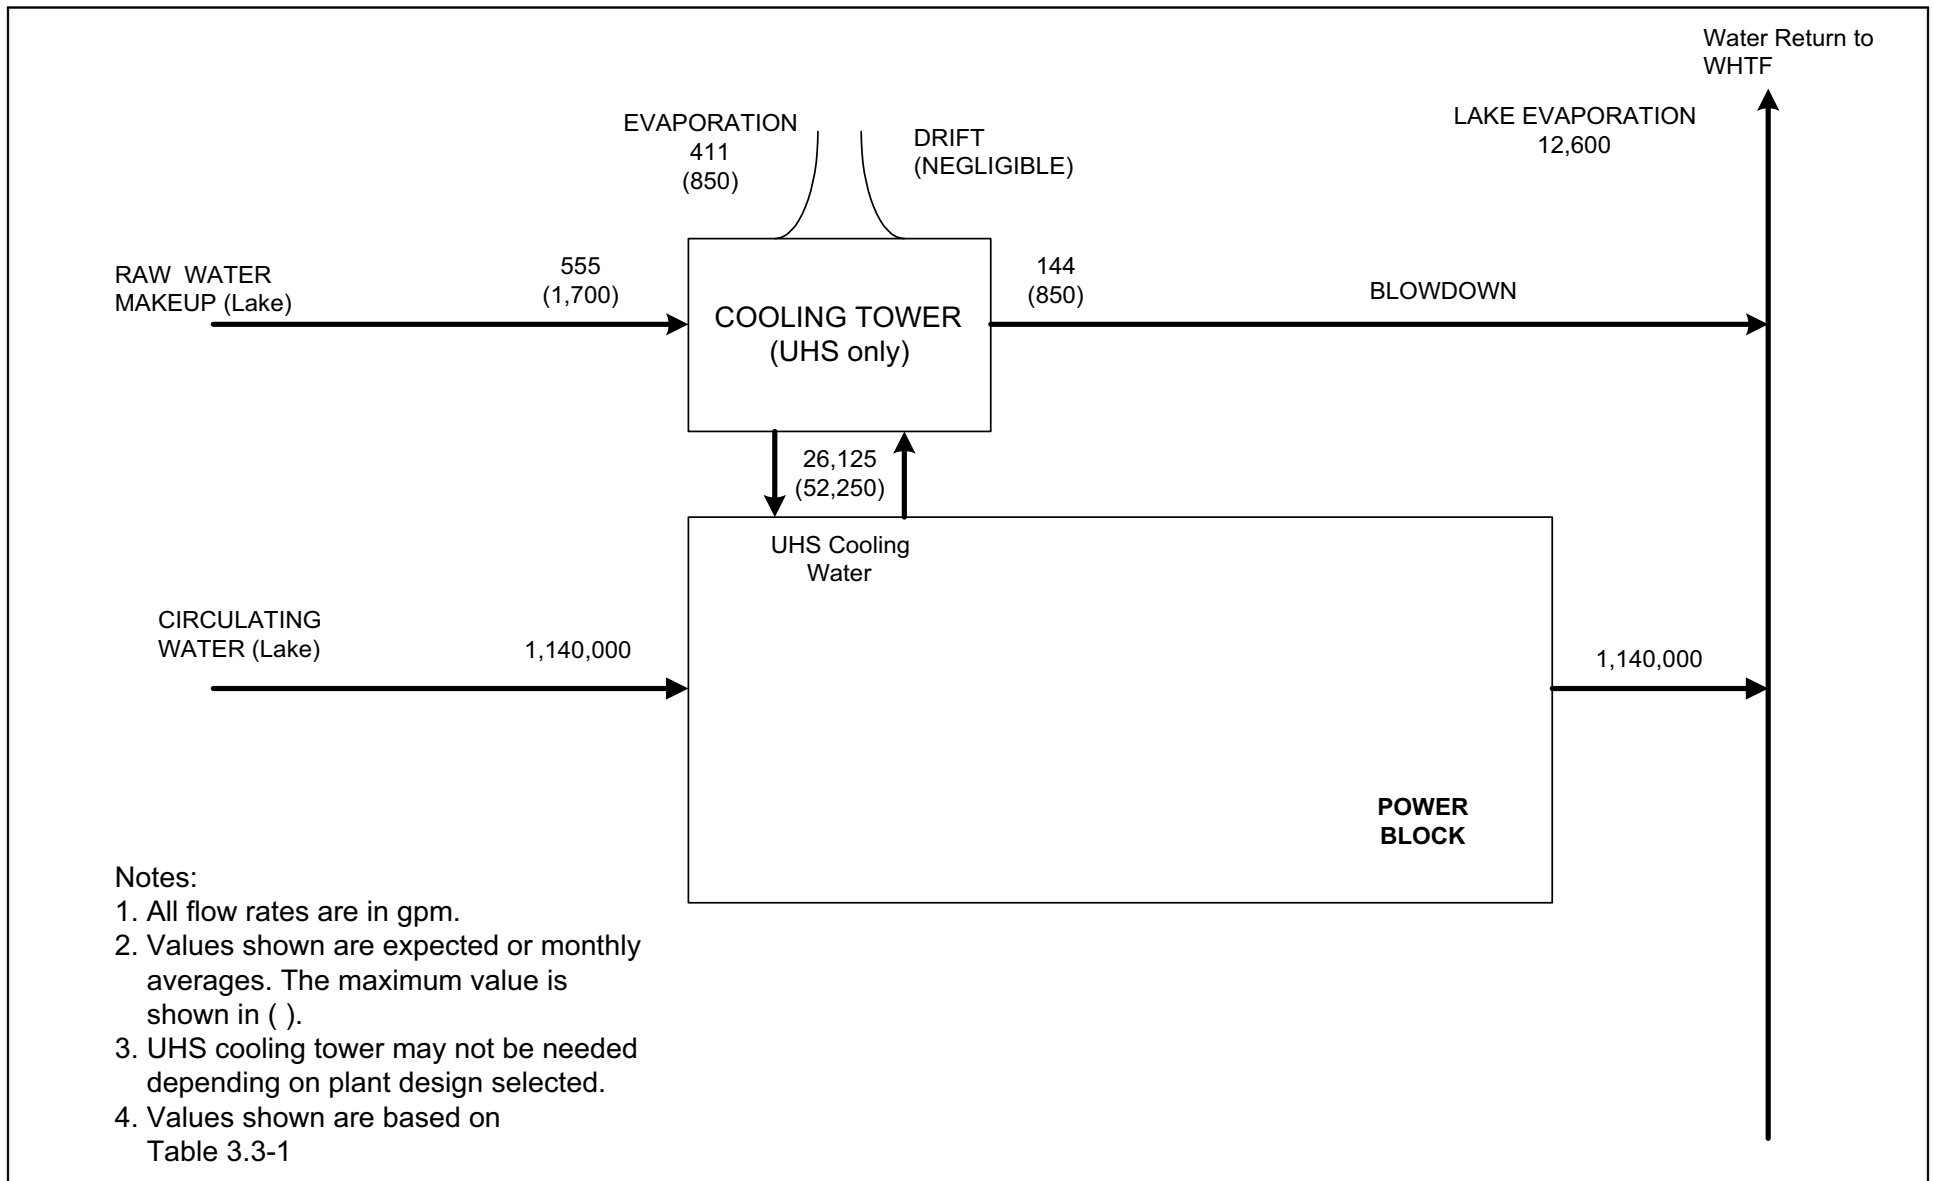 Water Return to
WHTF
EVAPORATION
411
(850)
DRIFT
(NEGLIGIBLE)
LAKE EVAPORATION
12,600
RAW  WATER
MAKEUP (Lake)
555
(1,700)
COOLING TOWER
(UHS only)
144
(850)
BLOWDOWN
26,125
(52,250)
UHS Cooling
Water
CIRCULATING
WATER (Lake)
1,140,000
1,140,000
POWER
BLOCK
Notes:
1. All flow rates are in gpm.
2. Values shown are expected or monthly
averages. The maximum value is
shown in ( ).
3. UHS cooling tower may not be needed
depending on plant design selected.
4. Values shown are based on
Table 3.3-1